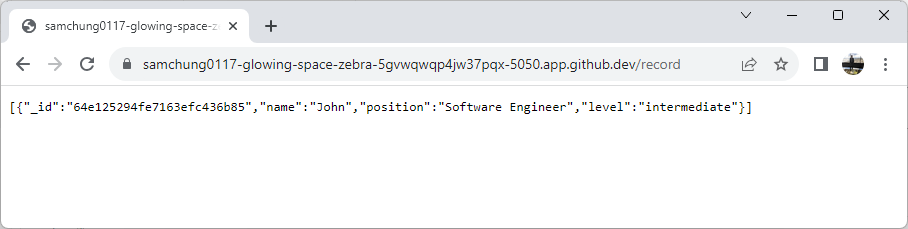 samchung0117-glowing-space-ze
samchung0117-glowing-space-zebra-5gvwqwqp4jw37pqx-5050.app.github.dev/record
[{"_id":"64e125294fe7163efc436b85","name":"John","position":"Software Engineer","level":"intermediate"}]